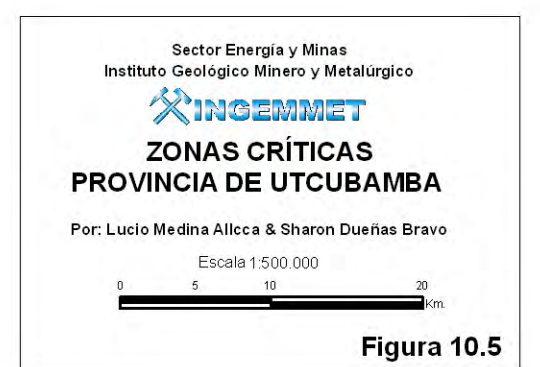 Sector Energía y Minas
Instituto Geológico Minero y Metalúrgico
INGEMMET
ZONAS CRÍTICAS
PROVINCIA DE UTCUBAMBA
Por: Lucio Medina Allcca & Sharon Dueñas Bravo
Escala 1:500.000
0 5 10 20
Km.
Figura 10.5